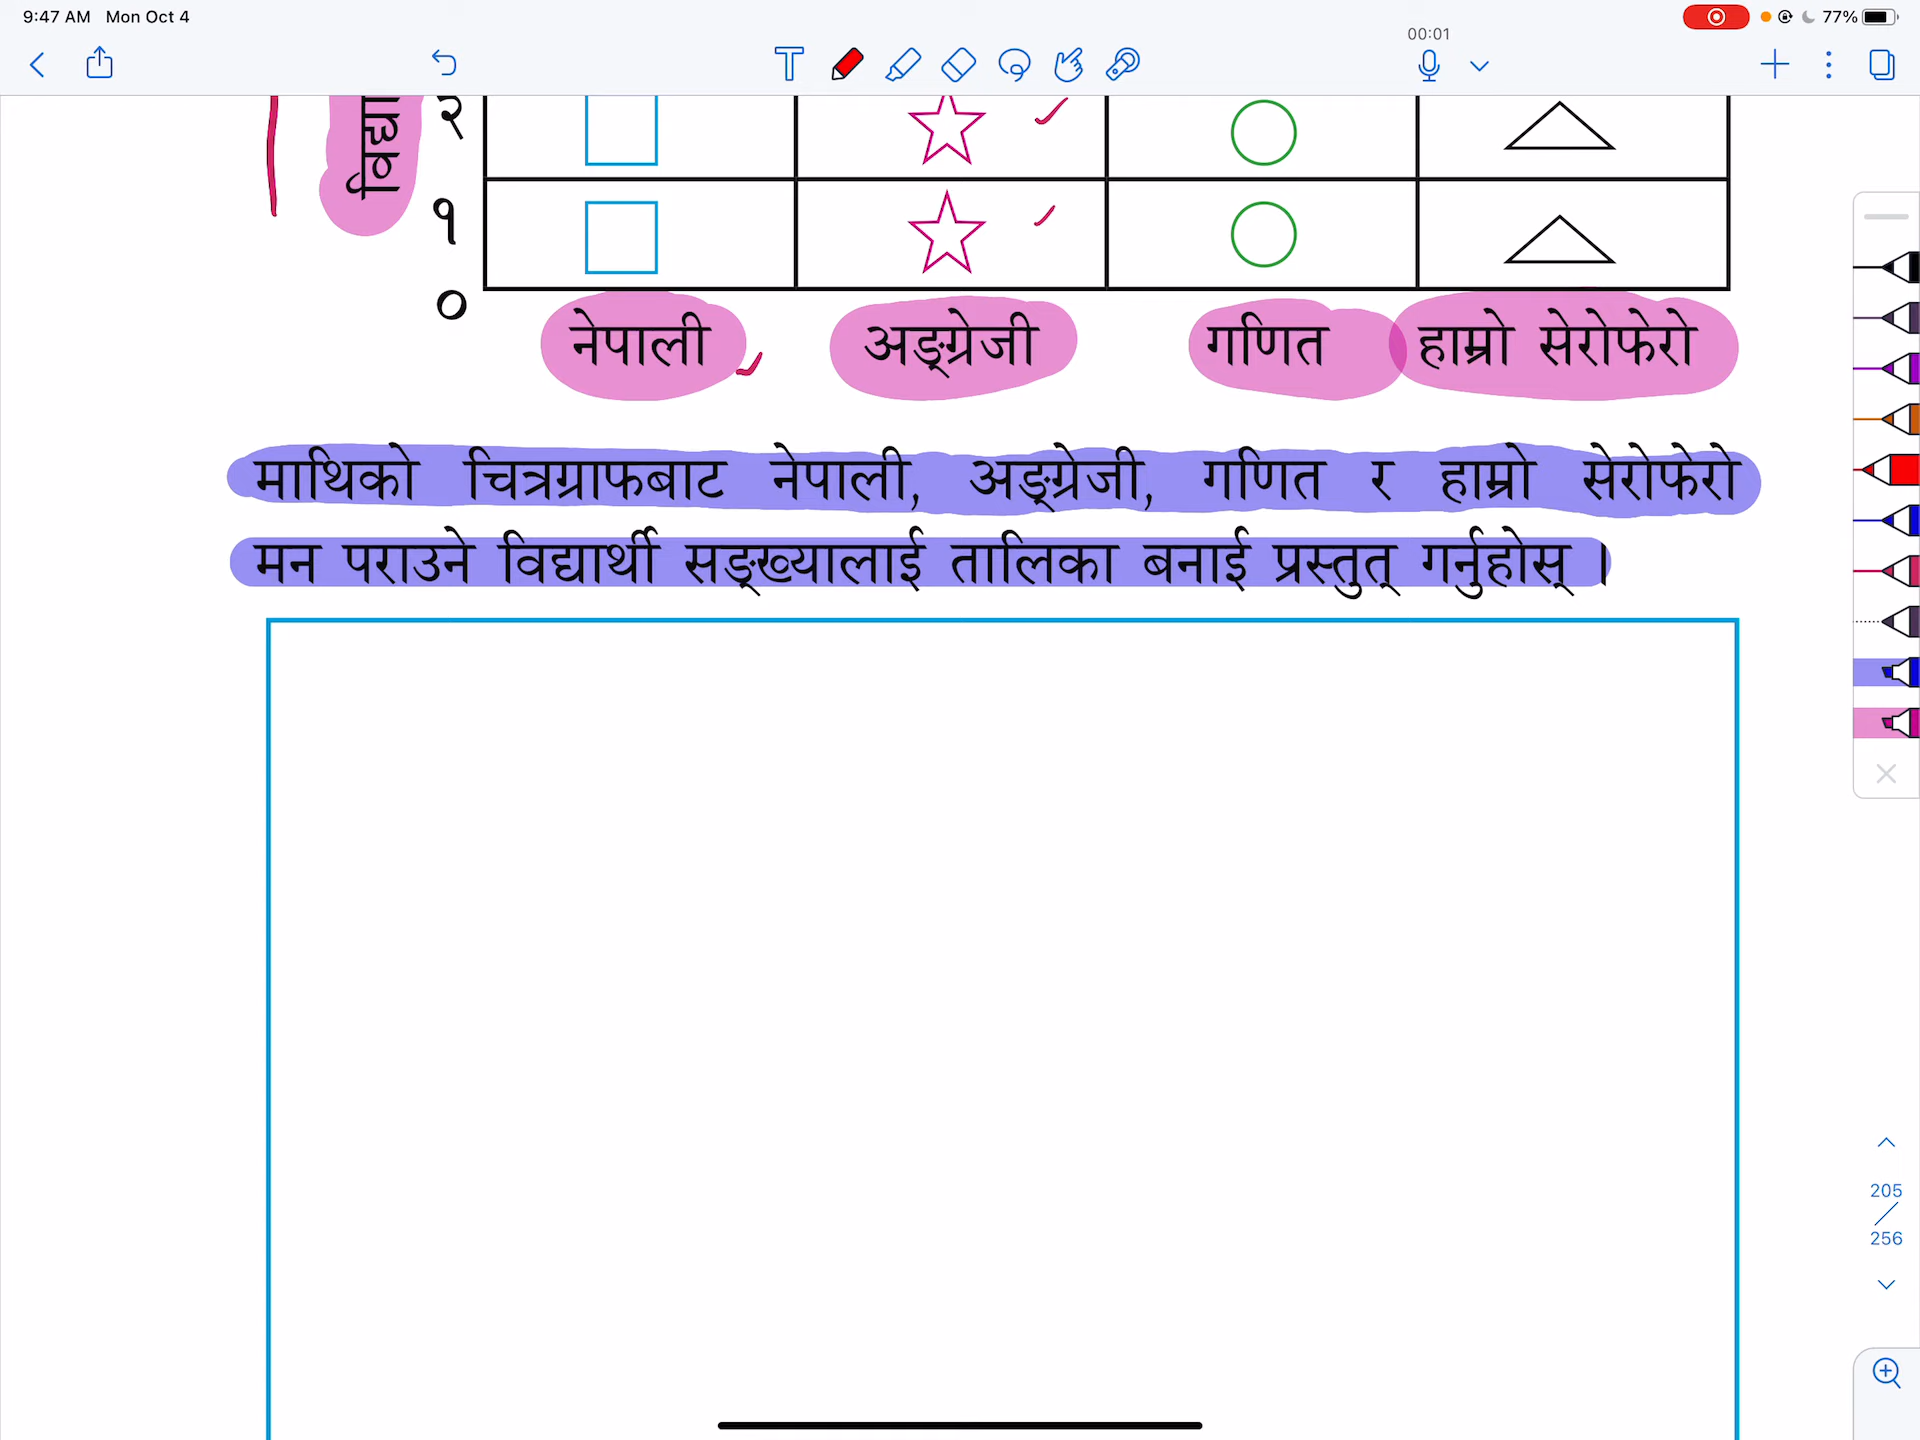 9:47 AM Mon Oct 4
77%
00:01
२
१
०
नेपाली अङ्ग्रेजी गणित हाम्रो सेरोफेरो
माथिको चित्रग्राफबाट नेपाली, अङ्ग्रेजी, गणित र हाम्रो सेरोफेरो
मन पराउने विद्यार्थी सङ्ख्यालाई तालिका बनाई प्रस्तुत् गर्नुहोस् ।
205
256